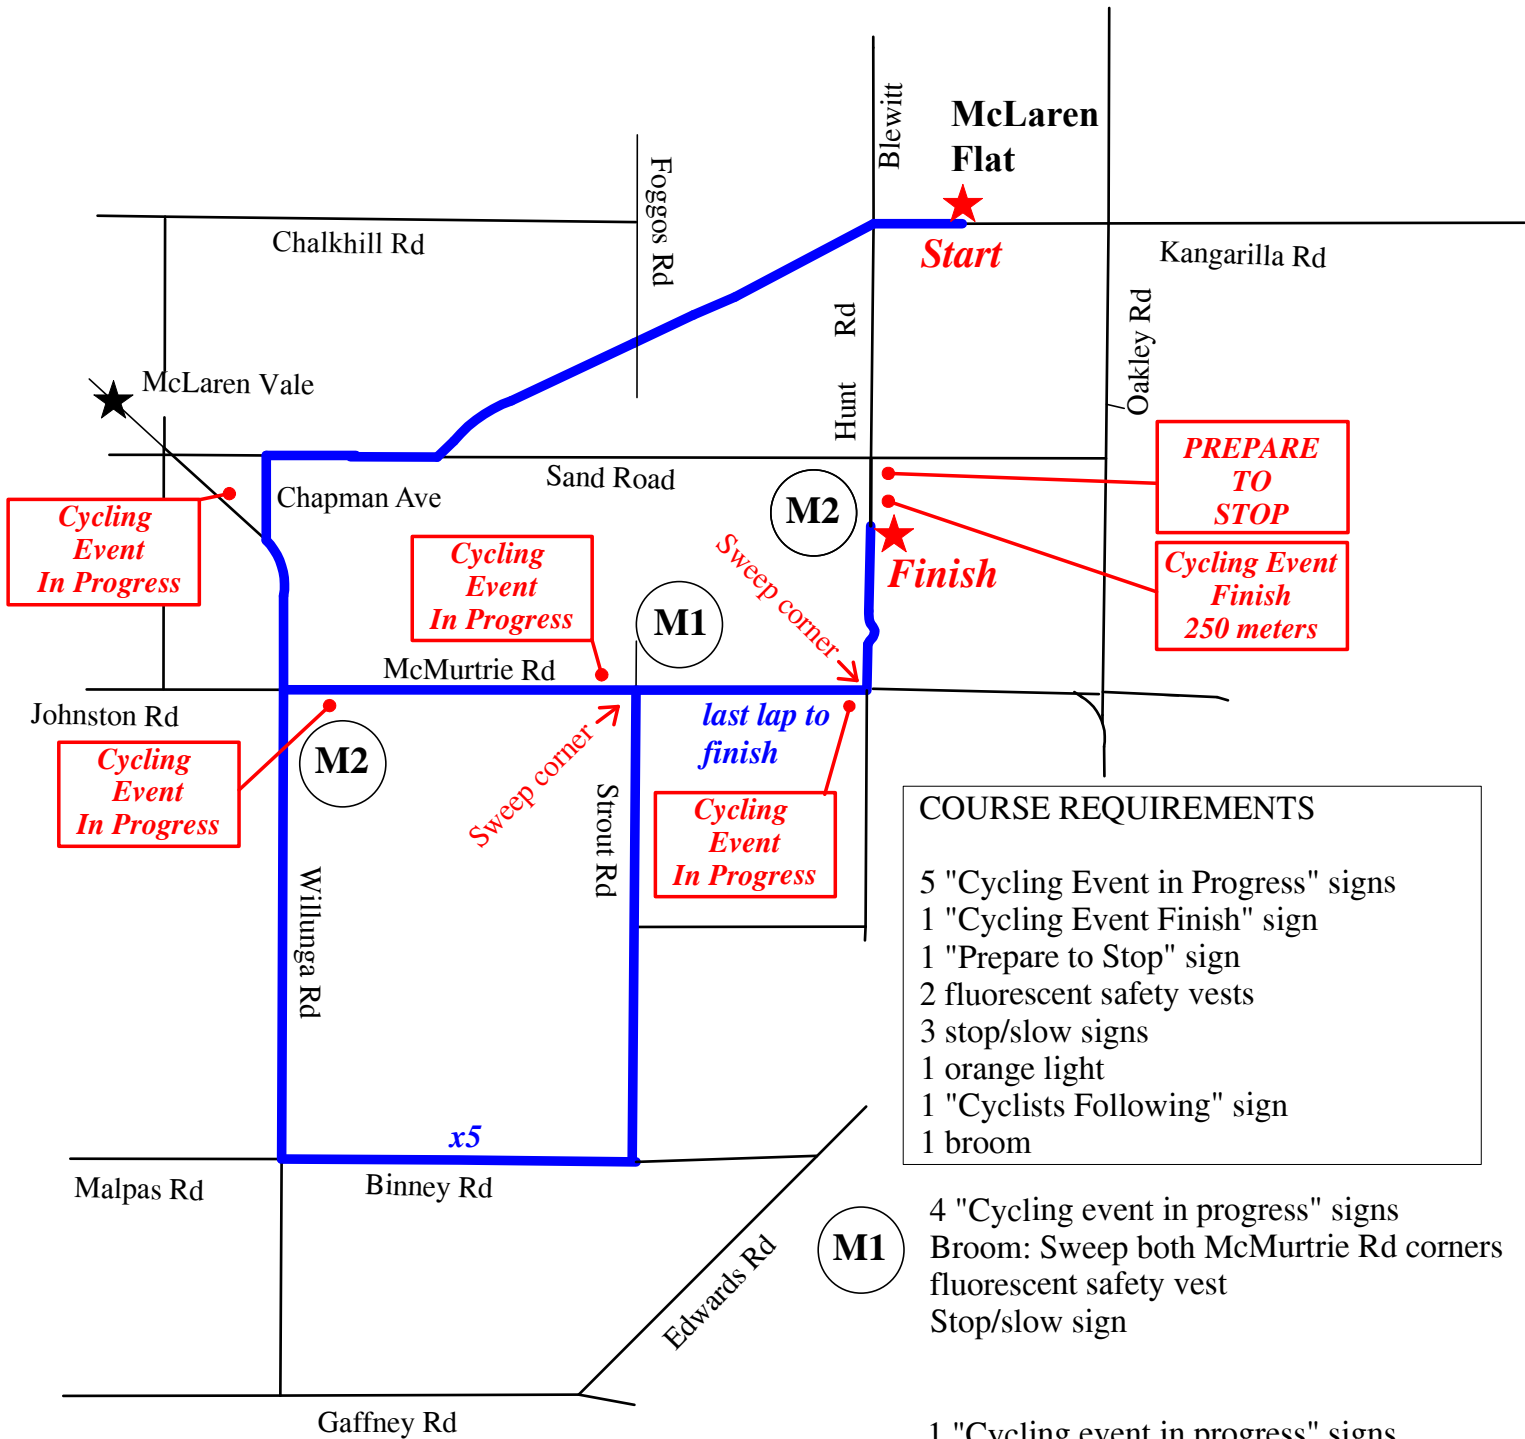 Blewitt
McLaren
Flat
Foggos Rd
Chalkhill Rd
Start
Kangarilla Rd
Hunt Rd
Oakley Rd
McLaren Vale
PREPARE
TO
STOP
Sand Road
Chapman Ave
M2
Cycling
Event
In Progress
Cycling
Event
In Progress
Sweep corner
Finish
Cycling Event
Finish
250 meters
M1
McMurtrie Rd
Johnston Rd
last lap to
finish
M2
Cycling
Event
In Progress
Sweep corner
Strout Rd
Cycling
Event
In Progress
Willunga Rd
COURSE REQUIREMENTS
5 "Cycling Event in Progress" signs
1 "Cycling Event Finish" sign
1 "Prepare to Stop" sign
2 fluorescent safety vests
3 stop/slow signs
1 orange light
1 "Cyclists Following" sign
1 broom
x5
Malpas Rd
Binney Rd
Edwards Rd
Gaffney Rd
M1
4 "Cycling event in progress" signs
Broom: Sweep both McMurtrie Rd corners
fluorescent safety vest
Stop/slow sign
1 "Cycling event in progress" signs